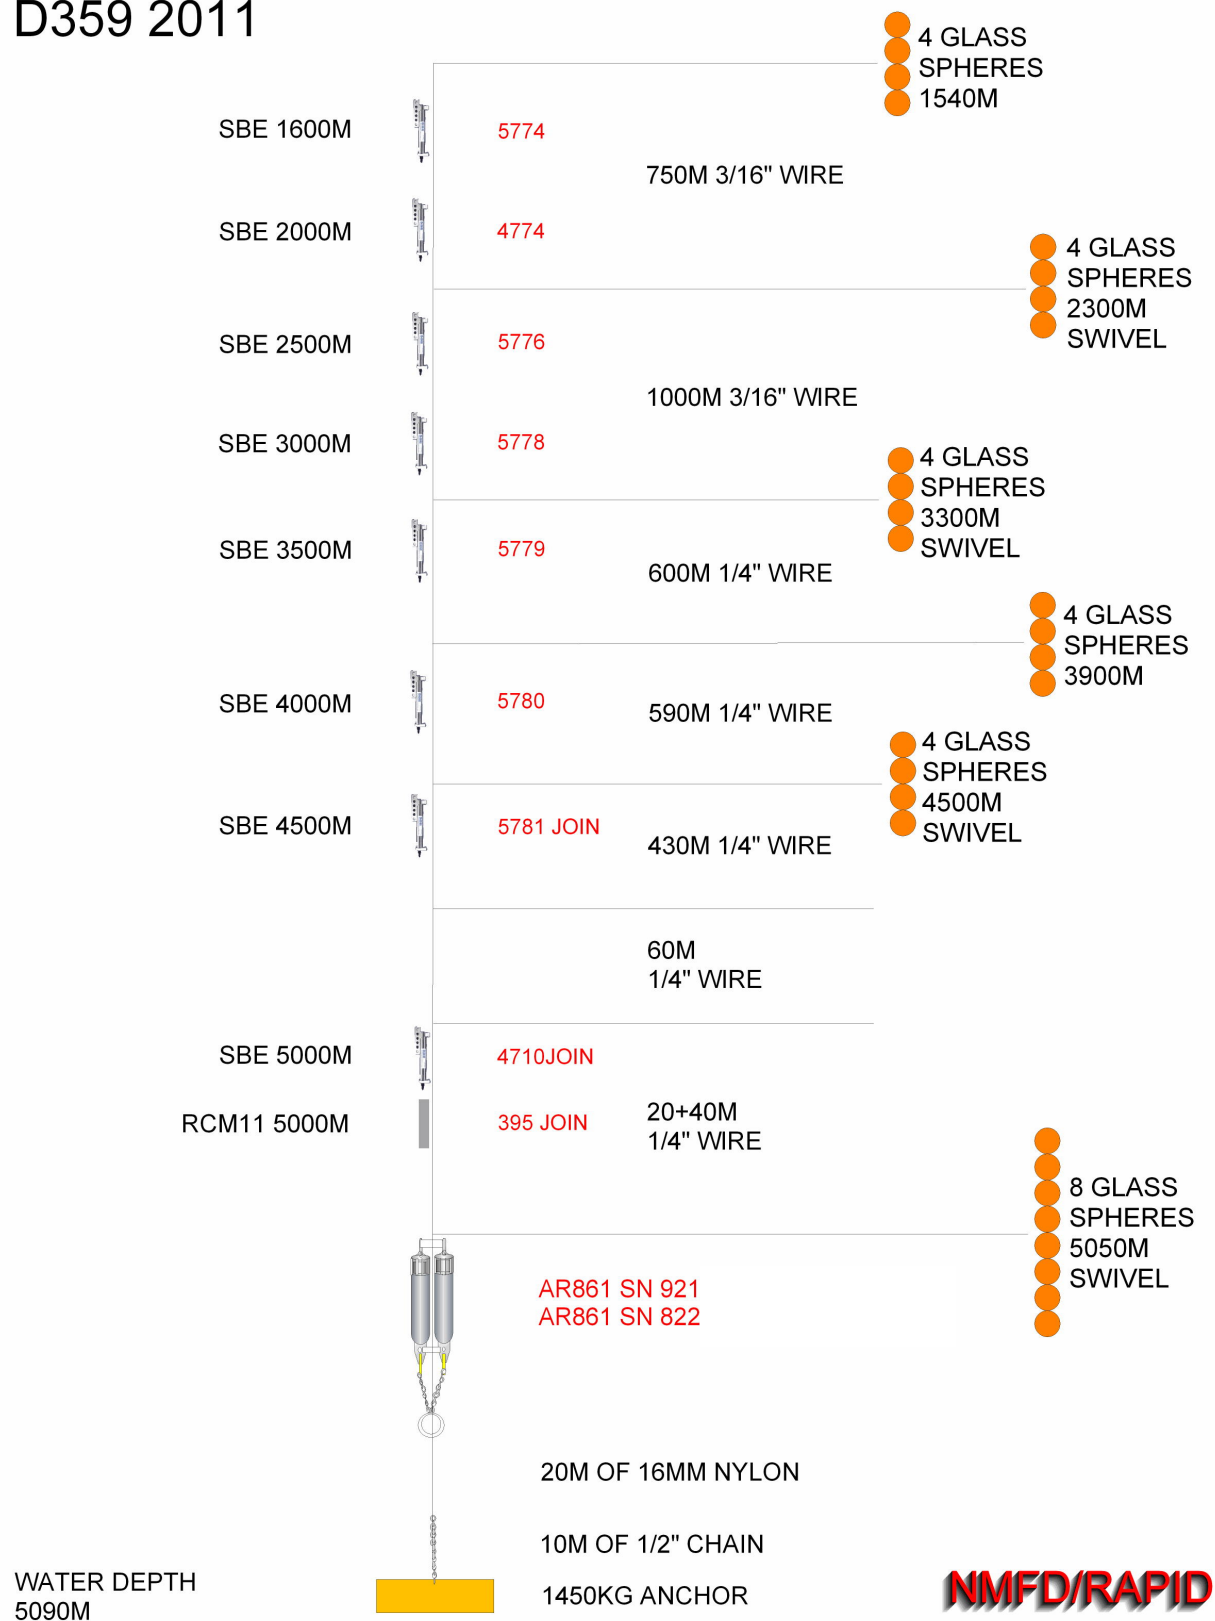 D359 2011
4 GLASS
SPHERES
1540M
SBE 1600M
5774
750M 3/16" WIRE
SBE 2000M
4774
4 GLASS
SPHERES
2300M
SWIVEL
SBE 2500M
5776
1000M 3/16" WIRE
SBE 3000M
5778
4 GLASS
SPHERES
3300M
SWIVEL
SBE 3500M
5779
600M 1/4" WIRE
4 GLASS
SPHERES
3900M
SBE 4000M
5780
590M 1/4" WIRE
4 GLASS
SPHERES
4500M
SWIVEL
SBE 4500M
5781 JOIN
430M 1/4" WIRE
60M
1/4" WIRE
SBE 5000M
4710JOIN
RCM11 5000M
395 JOIN
20+40M
1/4" WIRE
8 GLASS
SPHERES
5050M
SWIVEL
AR861 SN 921
AR861 SN 822
20M OF 16MM NYLON
10M OF 1/2" CHAIN
1450KG ANCHOR
WATER DEPTH
5090M
NMFD/RAPID